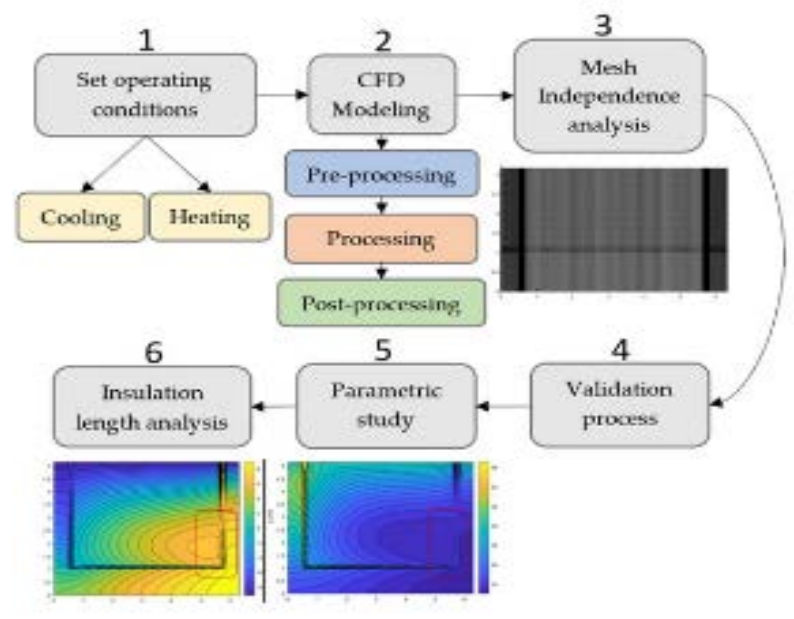 1
Set operating
conditions
Cooling
Heating
2
CFD
Modeling
Pre-processing
Processing
Post-processing
3
Mesh
Independence
analysis
4
Validation
process
5
Parametric
study
6
Insulation
length analysis